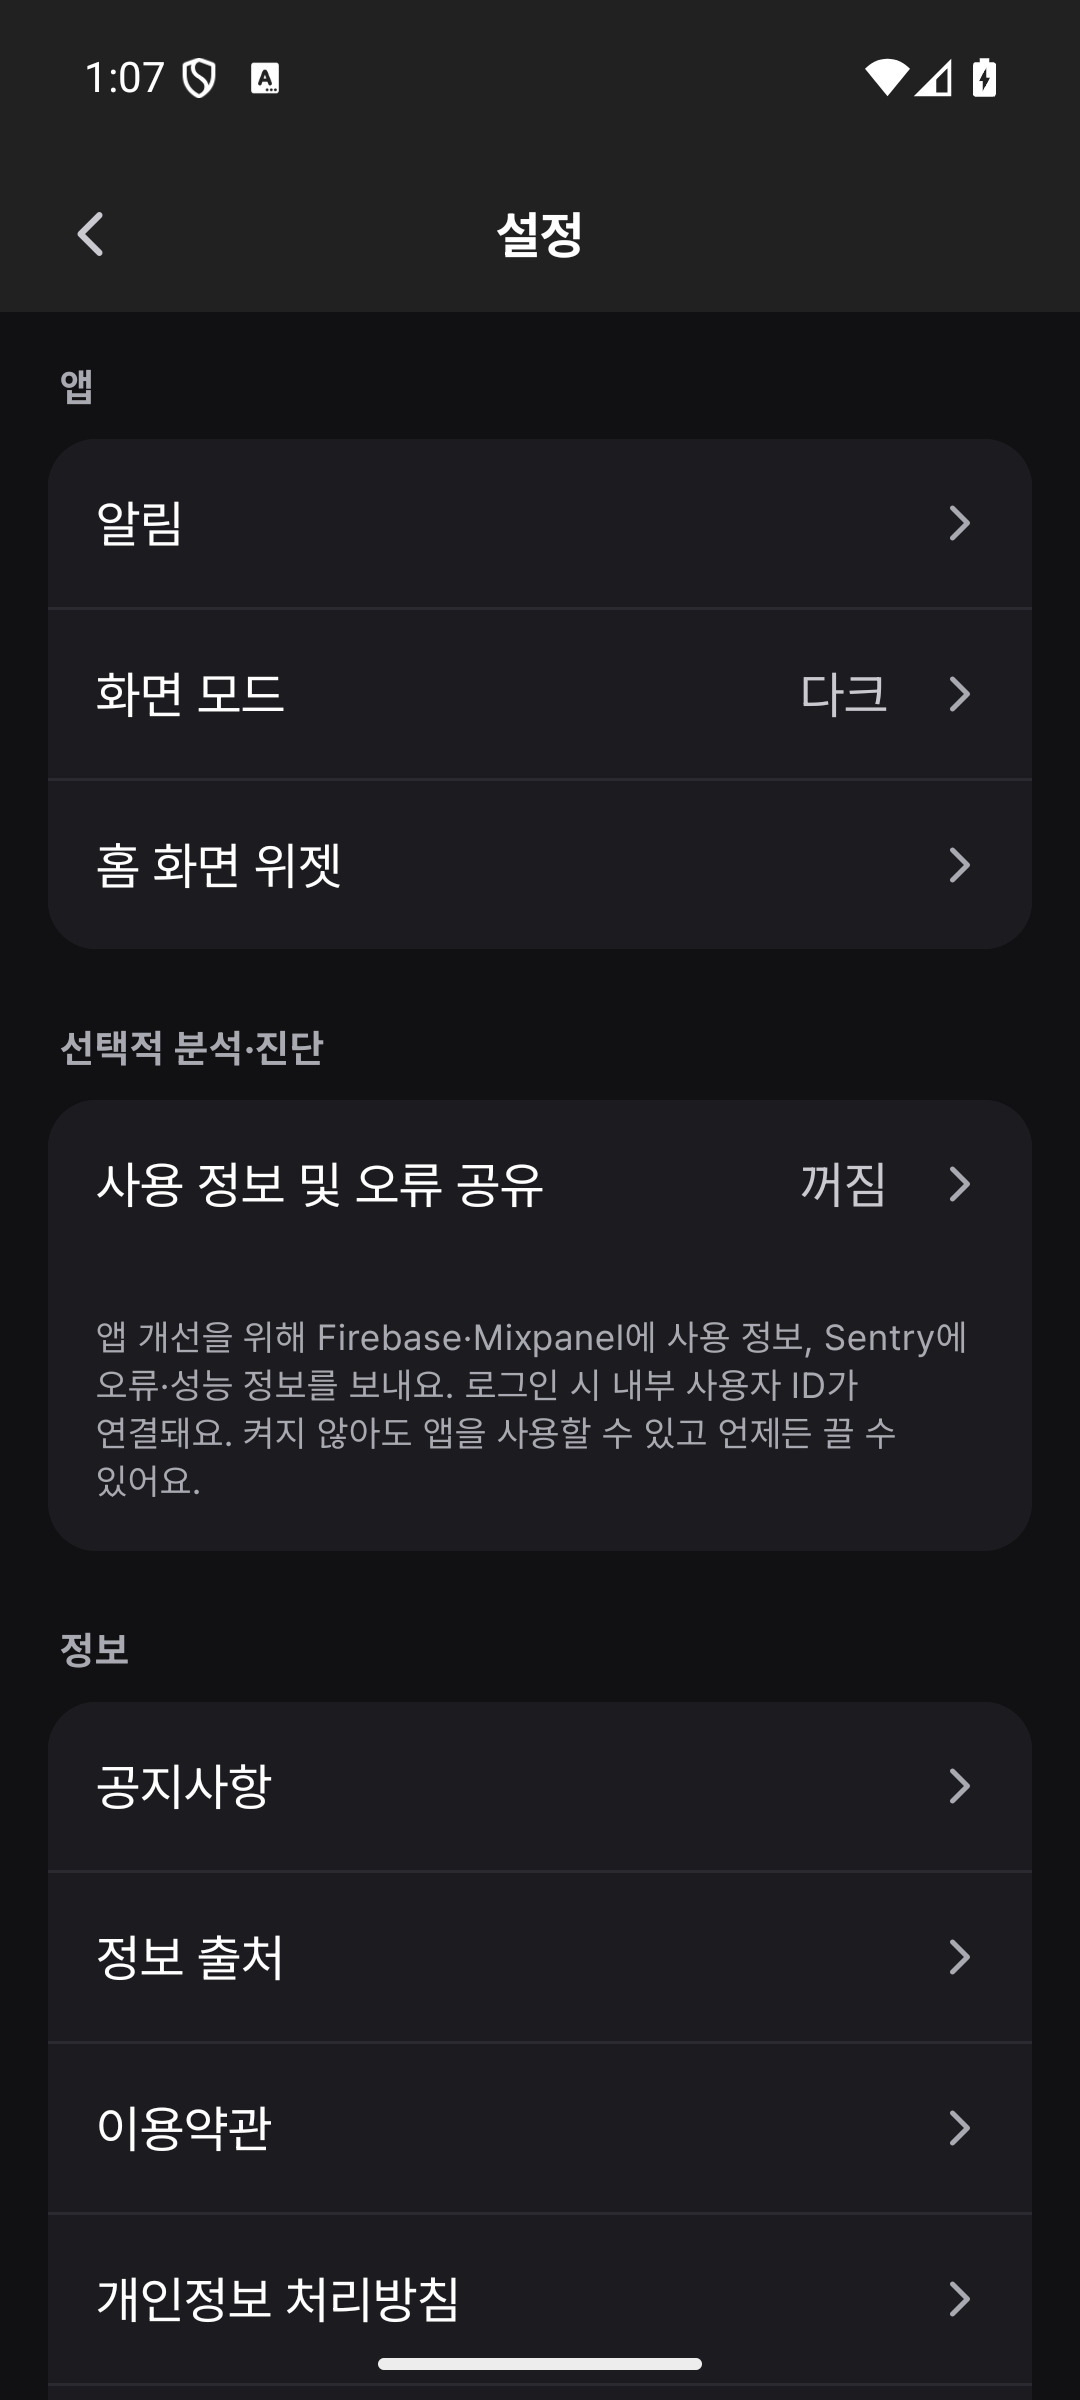 1:07
설정
앱
알림
화면 모드 다크
홈 화면 위젯
선택적 분석·진단
사용 정보 및 오류 공유 꺼짐
앱 개선을 위해 Firebase·Mixpanel에 사용 정보, Sentry에
오류·성능 정보를 보내요. 로그인 시 내부 사용자 ID가
연결돼요. 켜지 않아도 앱을 사용할 수 있고 언제든 끌 수
있어요.
정보
공지사항
정보 출처
이용약관
개인정보 처리방침